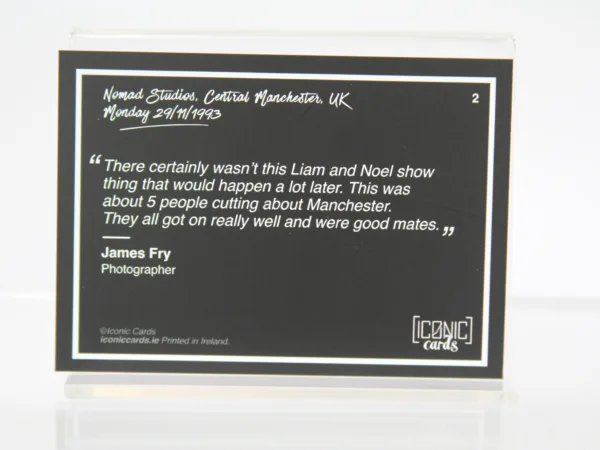 Nomad Studios, Central Manchester, UK
Monday 29/11/1993
2
“There certainly wasn't this Liam and Noel show
thing that would happen a lot later. This was
about 5 people cutting about Manchester.
They all got on really well and were good mates.”
James Fry
Photographer
©Iconic Cards
iconiccards.ie Printed in Ireland.
[ICONIC]
cards